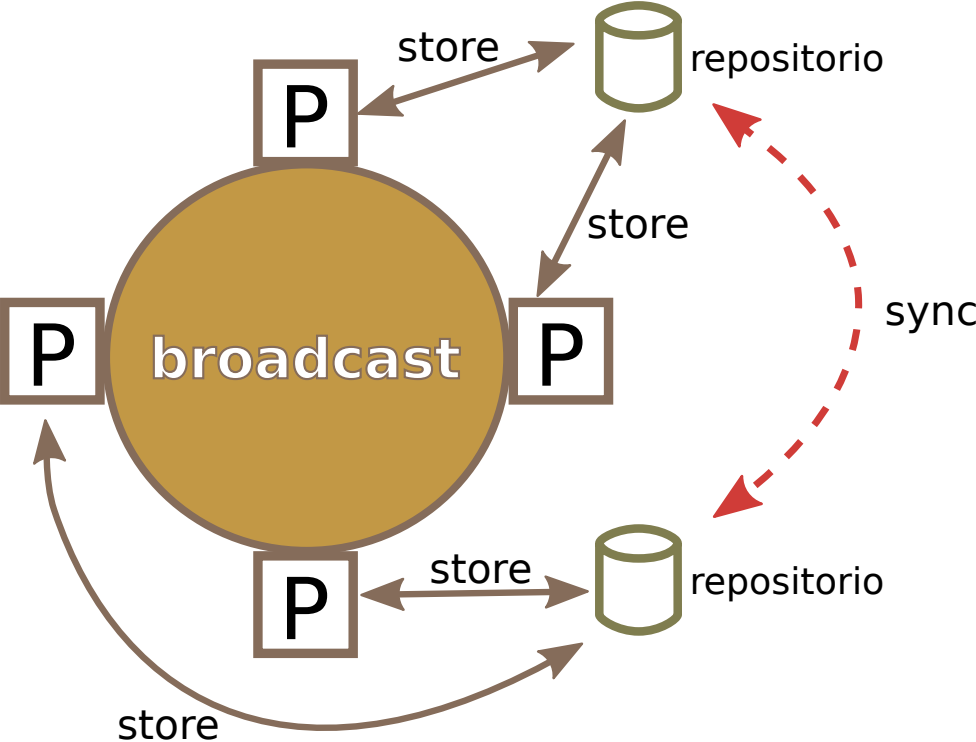 store
repositorio
P
store
P
broadcast
P
sync
store
repositorio
P
store